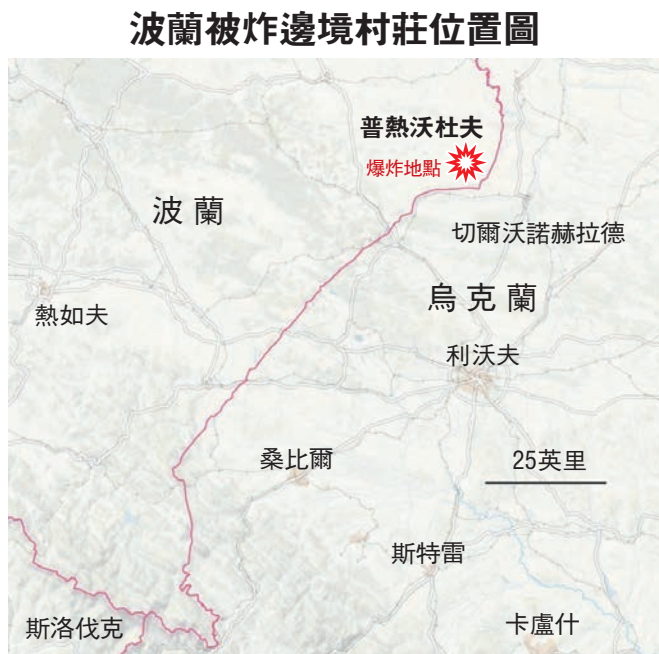 波蘭被炸邊境村莊位置圖
普熱沃杜夫
爆炸地點
波蘭
切爾沃諾赫拉德
烏克蘭
熱如夫
利沃夫
桑比爾
25英里
斯特雷
斯洛伐克
卡盧什